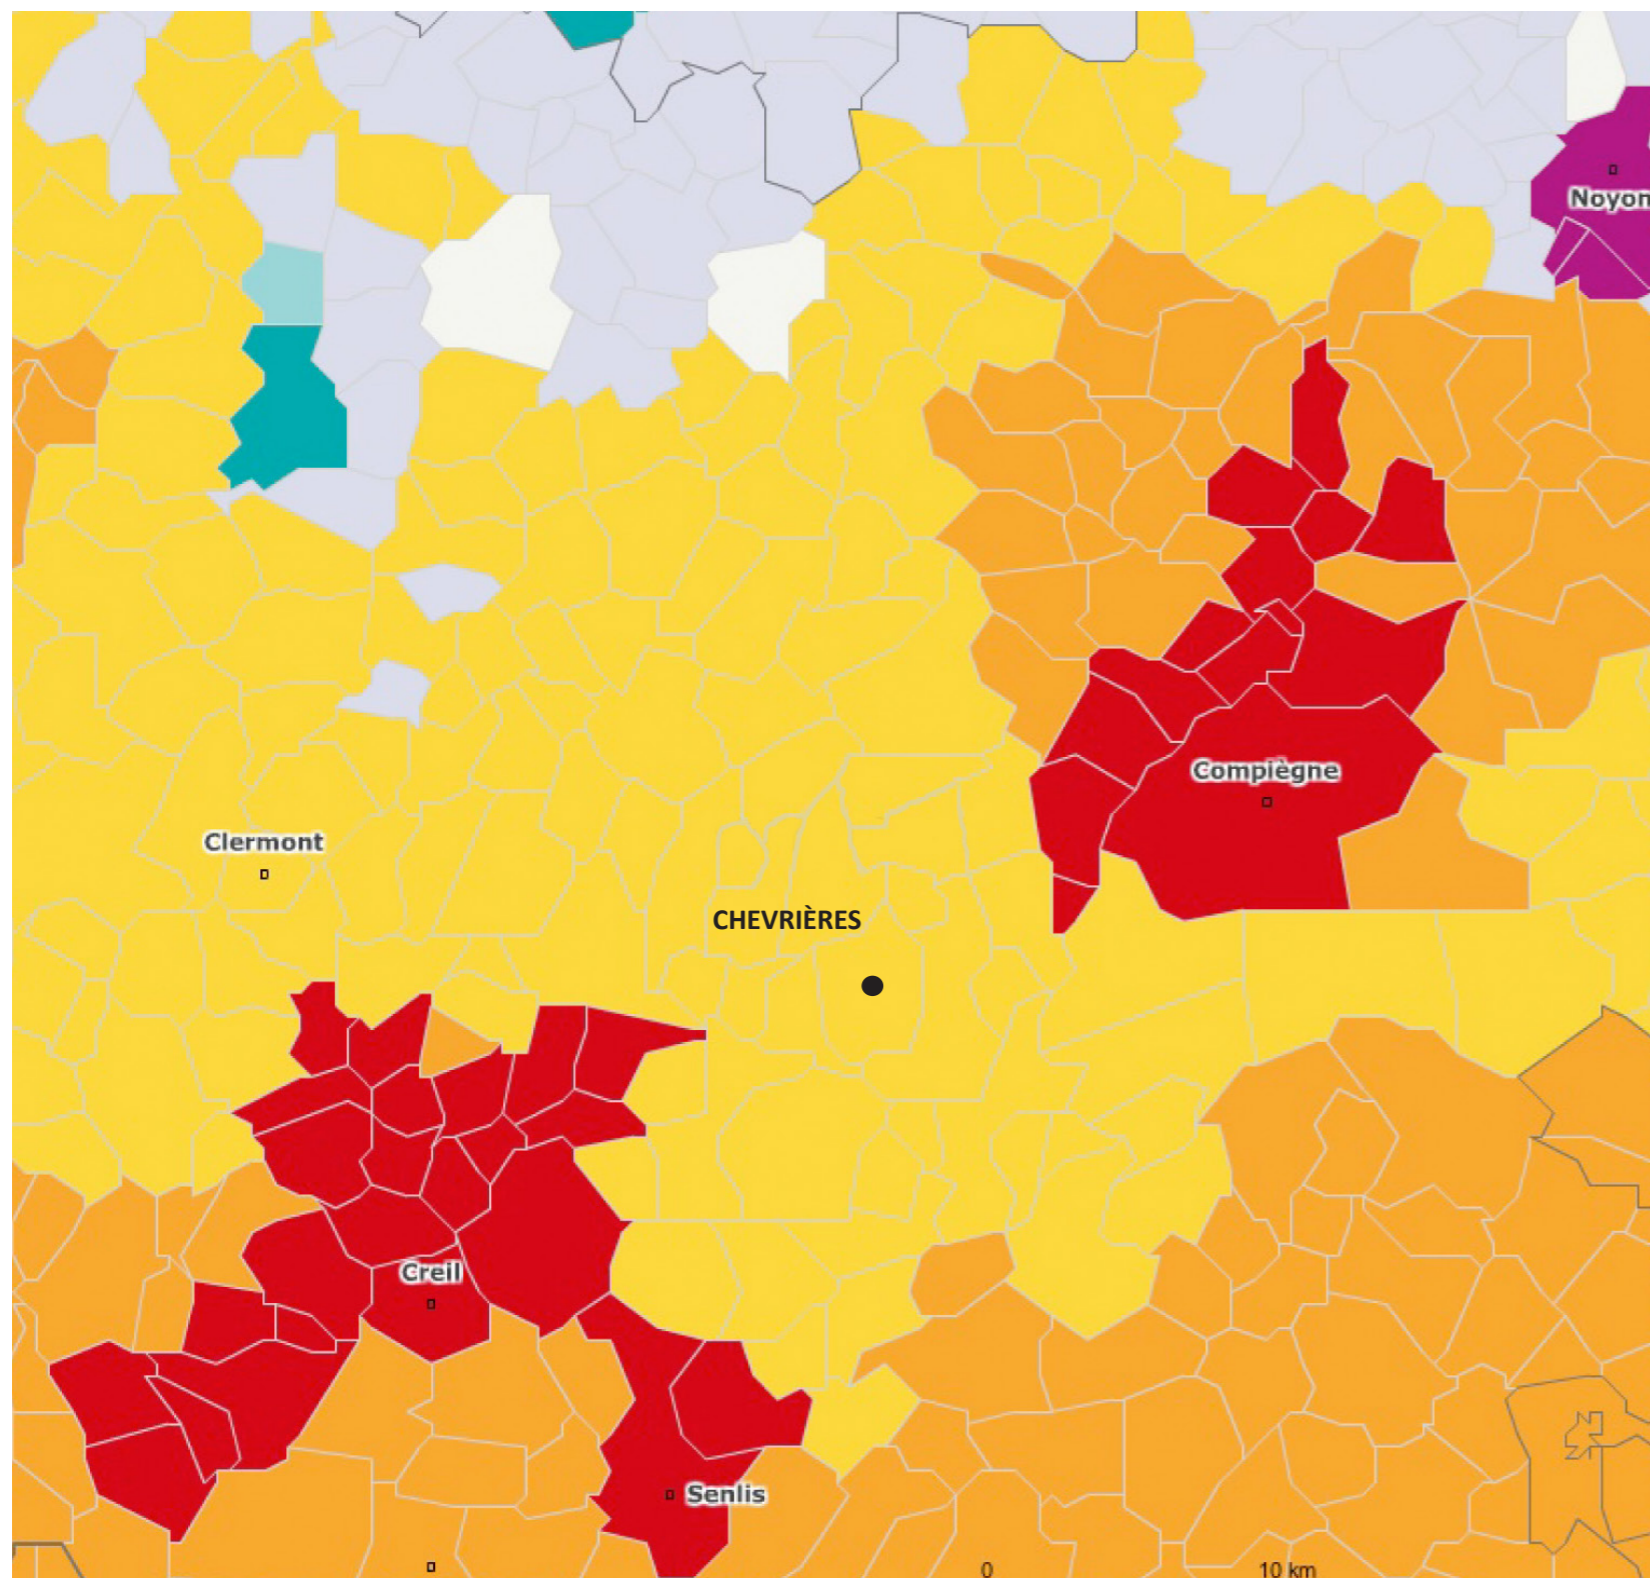 Noyon
Compiègne
Clermont
CHEVRIÈRES
Creil
Senlis
0 10 km